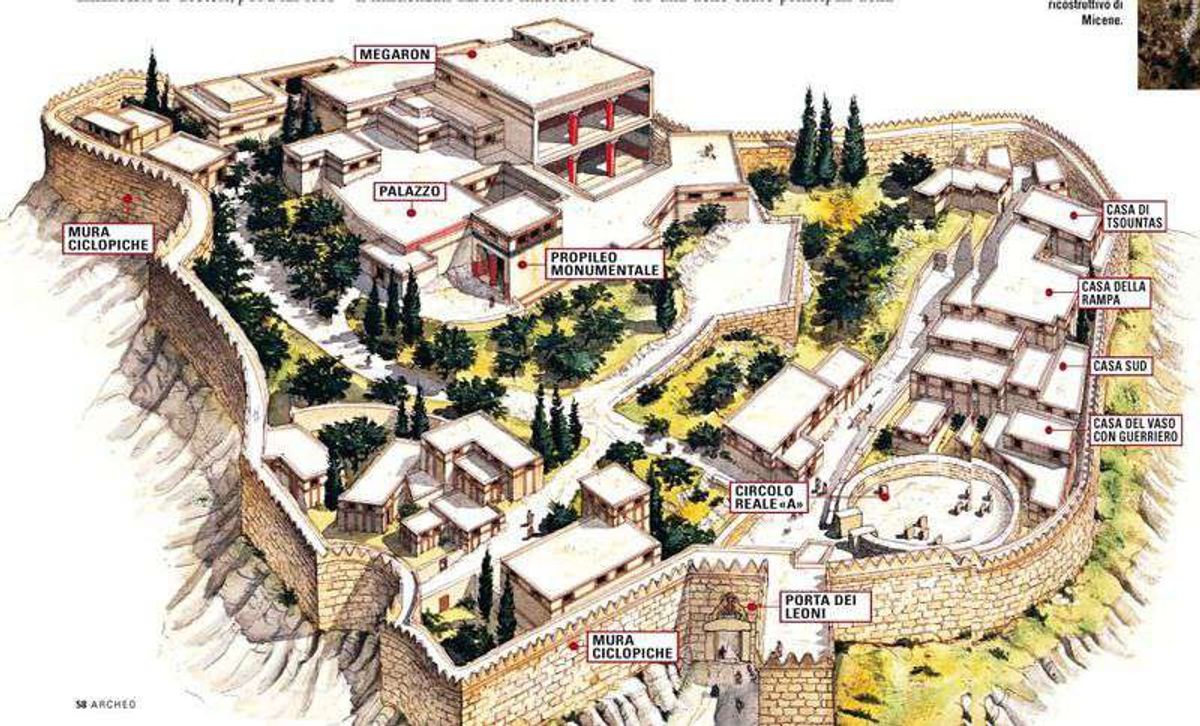 ricostruttivo di
Micene.
MEGARON
PALAZZO
MURA
CICLOPICHE
PROPILEO
MONUMENTALE
CASA DI
TSOUNTAS
CASA DELLA
RAMPA
CASA SUD
CASA DEL VASO
CON GUERRIERO
CIRCOLO
REALE «A»
PORTA DEI
LEONI
MURA
CICLOPICHE
58 ARCHEO